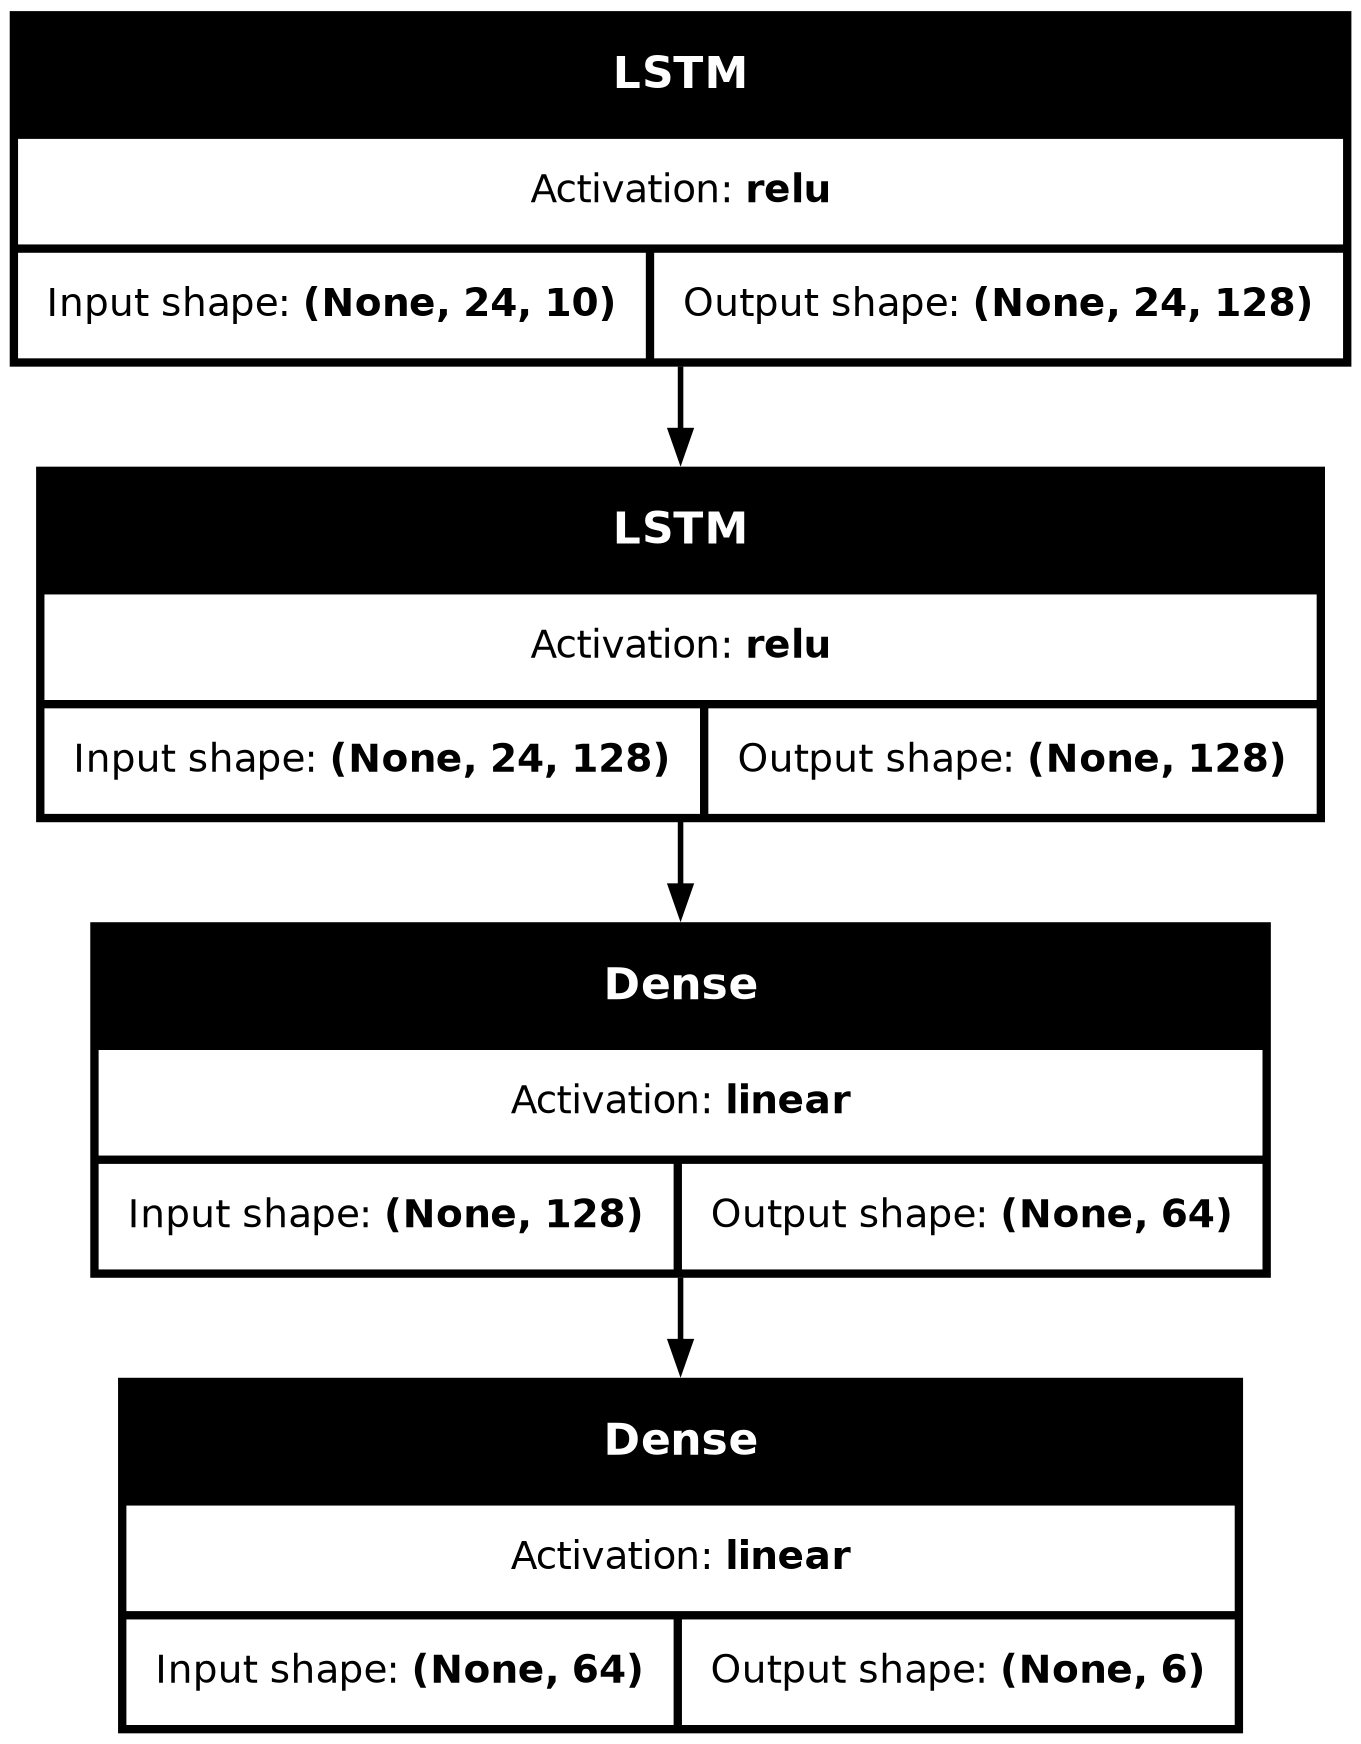 LSTM
Activation: relu
Input shape: (None, 24, 10) Output shape: (None, 24, 128)
LSTM
Activation: relu
Input shape: (None, 24, 128) Output shape: (None, 128)
Dense
Activation: linear
Input shape: (None, 128) Output shape: (None, 64)
Dense
Activation: linear
Input shape: (None, 64) Output shape: (None, 6)